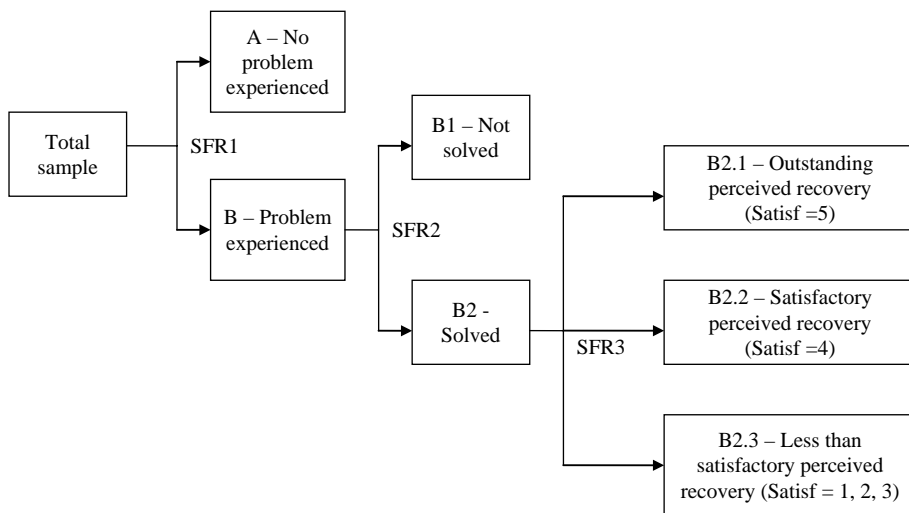 Total
sample
SFR1
A – No
problem
experienced
B – Problem
experienced
SFR2
B1 – Not
solved
B2 -
Solved
SFR3
B2.1 – Outstanding
perceived recovery
(Satisf =5)
B2.2 – Satisfactory
perceived recovery
(Satisf =4)
B2.3 – Less than
satisfactory perceived
recovery (Satisf = 1, 2, 3)